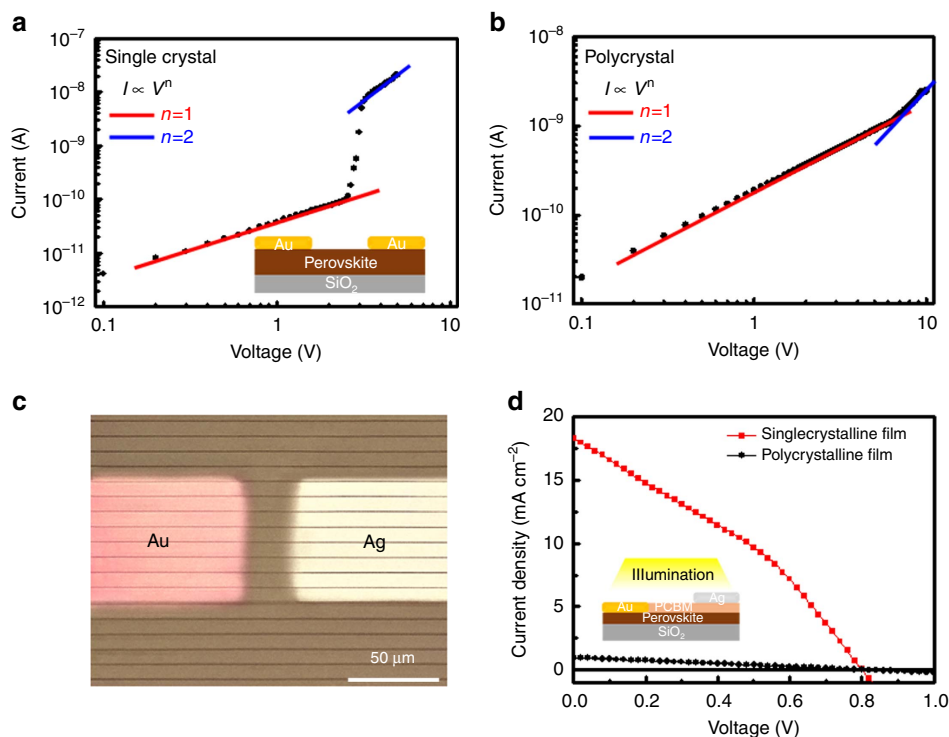 a
10⁻⁷
10⁻⁸
10⁻⁹
10⁻¹⁰
10⁻¹¹
10⁻¹²
Current (A)
Single crystal
I ∝ Vⁿ
n=1
n=2
Au
Au
Perovskite
SiO₂
0.1
1
10
Voltage (V)
b
10⁻⁸
10⁻⁹
10⁻¹⁰
10⁻¹¹
Current (A)
Polycrystal
I ∝ Vⁿ
n=1
n=2
0.1
1
10
Voltage (V)
c
Au
Ag
50 μm
d
20
15
10
5
0
Current density (mA cm⁻²)
Singlecrystalline film
Polycrystalline film
Illumination
Ag
Au
PCBM
Perovskite
SiO₂
0.0
0.2
0.4
0.6
0.8
1.0
Voltage (V)